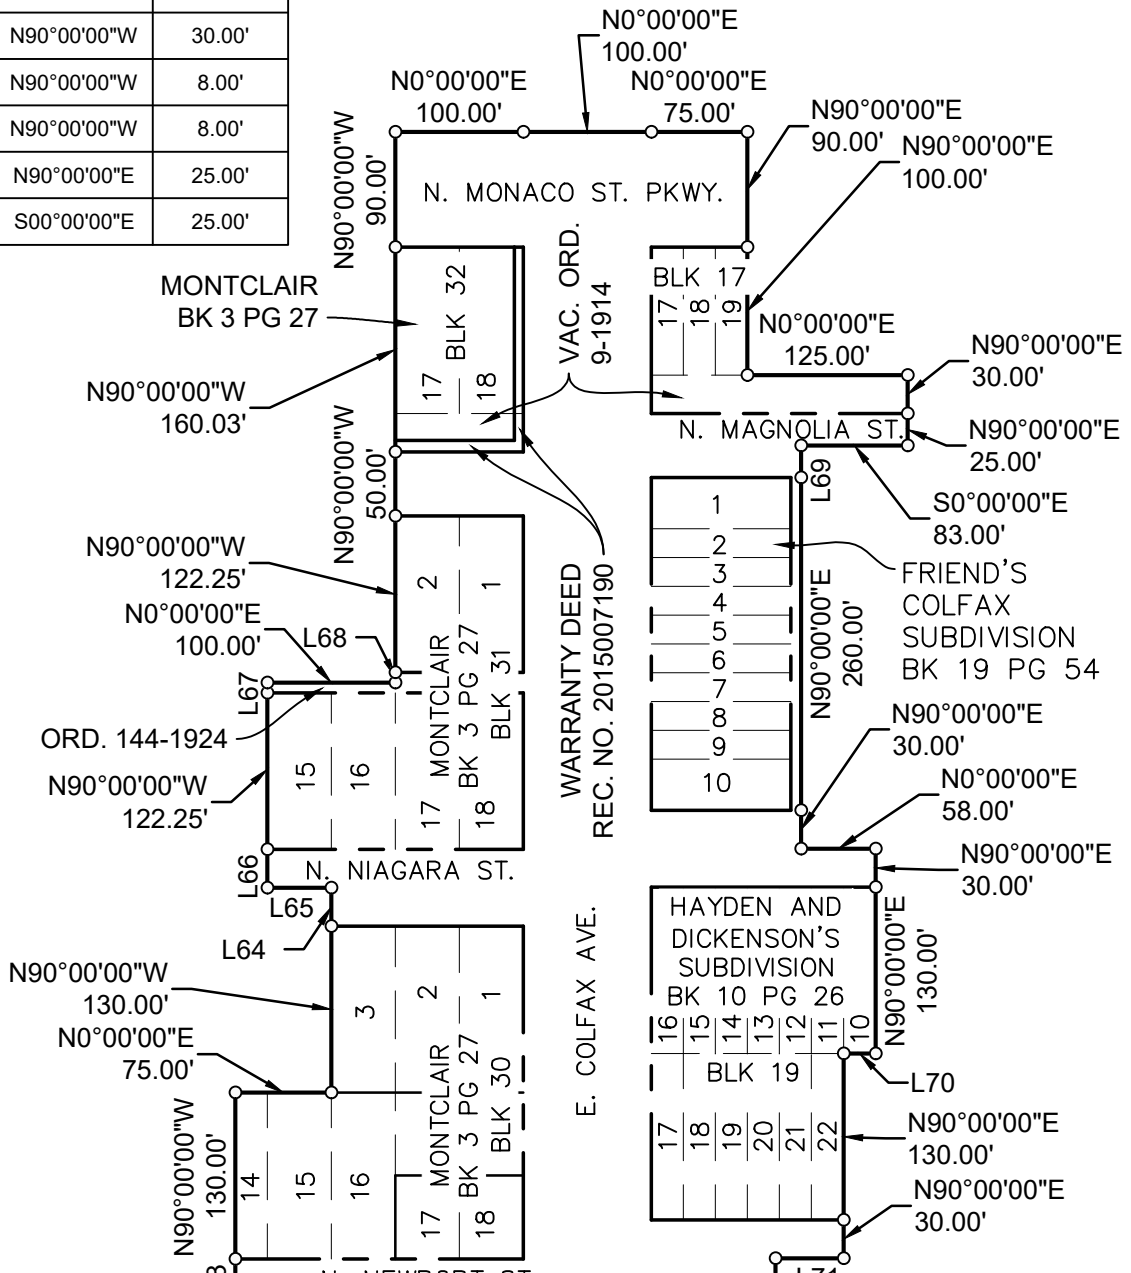 N90°00'00"W 30.00'
N90°00'00"W 8.00'
N90°00'00"W 8.00'
N90°00'00"E 25.00'
S00°00'00"E 25.00'
N0°00'00"E
100.00'
N0°00'00"E
100.00'
N0°00'00"E
75.00'
N90°00'00"E
90.00'
N90°00'00"E
100.00'
N90°00'00"W
90.00'
N. MONACO ST. PKWY.
MONTCLAIR
BK 3 PG 27
BLK 32
17
18
VAC. ORD.
9-1914
BLK 17
17
18
19
N0°00'00"E
125.00'
N90°00'00"E
30.00'
N90°00'00"W
160.03'
N. MAGNOLIA ST.
N90°00'00"E
25.00'
N90°00'00"W
50.00'
L69
S0°00'00"E
83.00'
1
2
3
4
5
6
7
8
9
10
FRIEND'S
COLFAX
SUBDIVISION
BK 19 PG 54
N90°00'00"E
260.00'
N90°00'00"W
122.25'
N0°00'00"E
100.00'
L68
2
1
MONTCLAIR
BK 3 PG 27
BLK 31
WARRANTY DEED
REC. NO. 2015007190
L67
ORD. 144-1924
N90°00'00"W
122.25'
15
16
17
18
N90°00'00"E
30.00'
N0°00'00"E
58.00'
N90°00'00"E
30.00'
L66
N. NIAGARA ST.
L65
L64
N90°00'00"W
130.00'
3
2
1
E. COLFAX AVE.
HAYDEN AND
DICKENSON'S
SUBDIVISION
BK 10 PG 26
16
15
14
13
12
11
10
N90°00'00"E
130.00'
BLK 19
L70
N0°00'00"E
75.00'
MONTCLAIR
BK 3 PG 27
BLK 30
17
18
19
20
21
22
N90°00'00"E
130.00'
N90°00'00"W
130.00'
14
15
16
17
18
N90°00'00"E
30.00'
N. NEWPORT ST.
L71